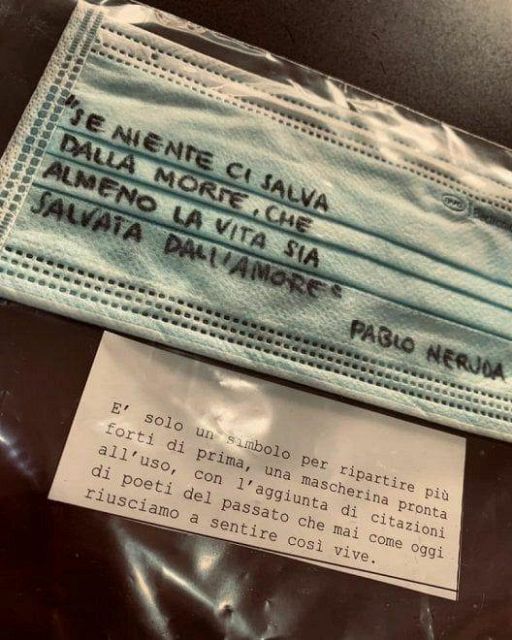 "SE NIENTE CI SALVA
DALLA MORTE, CHE
ALMENO LA VITA SIA
SALVATA DALL'AMORE"
PABLO NERUDA
E' solo un simbolo per ripartire più
forti di prima, una mascherina pronta
all'uso, con l'aggiunta di citazioni
di poeti del passato che mai come oggi
riusciamo a sentire così vive.